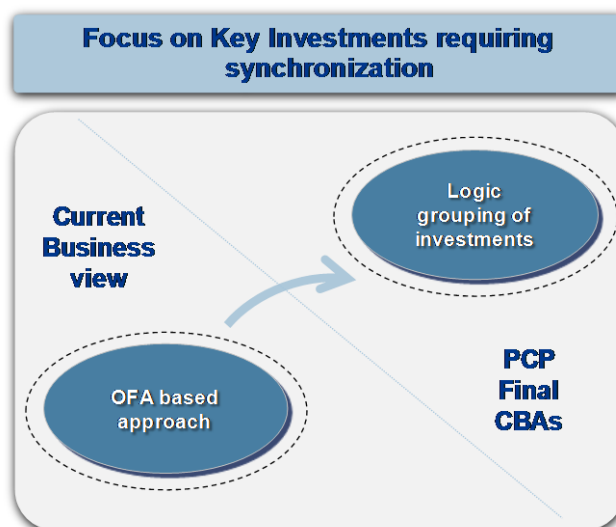 Focus on Key Investments requiring
synchronization
Current
Business
view
OFA based
approach
Logic
grouping of
investments
PCP
Final
CBAs